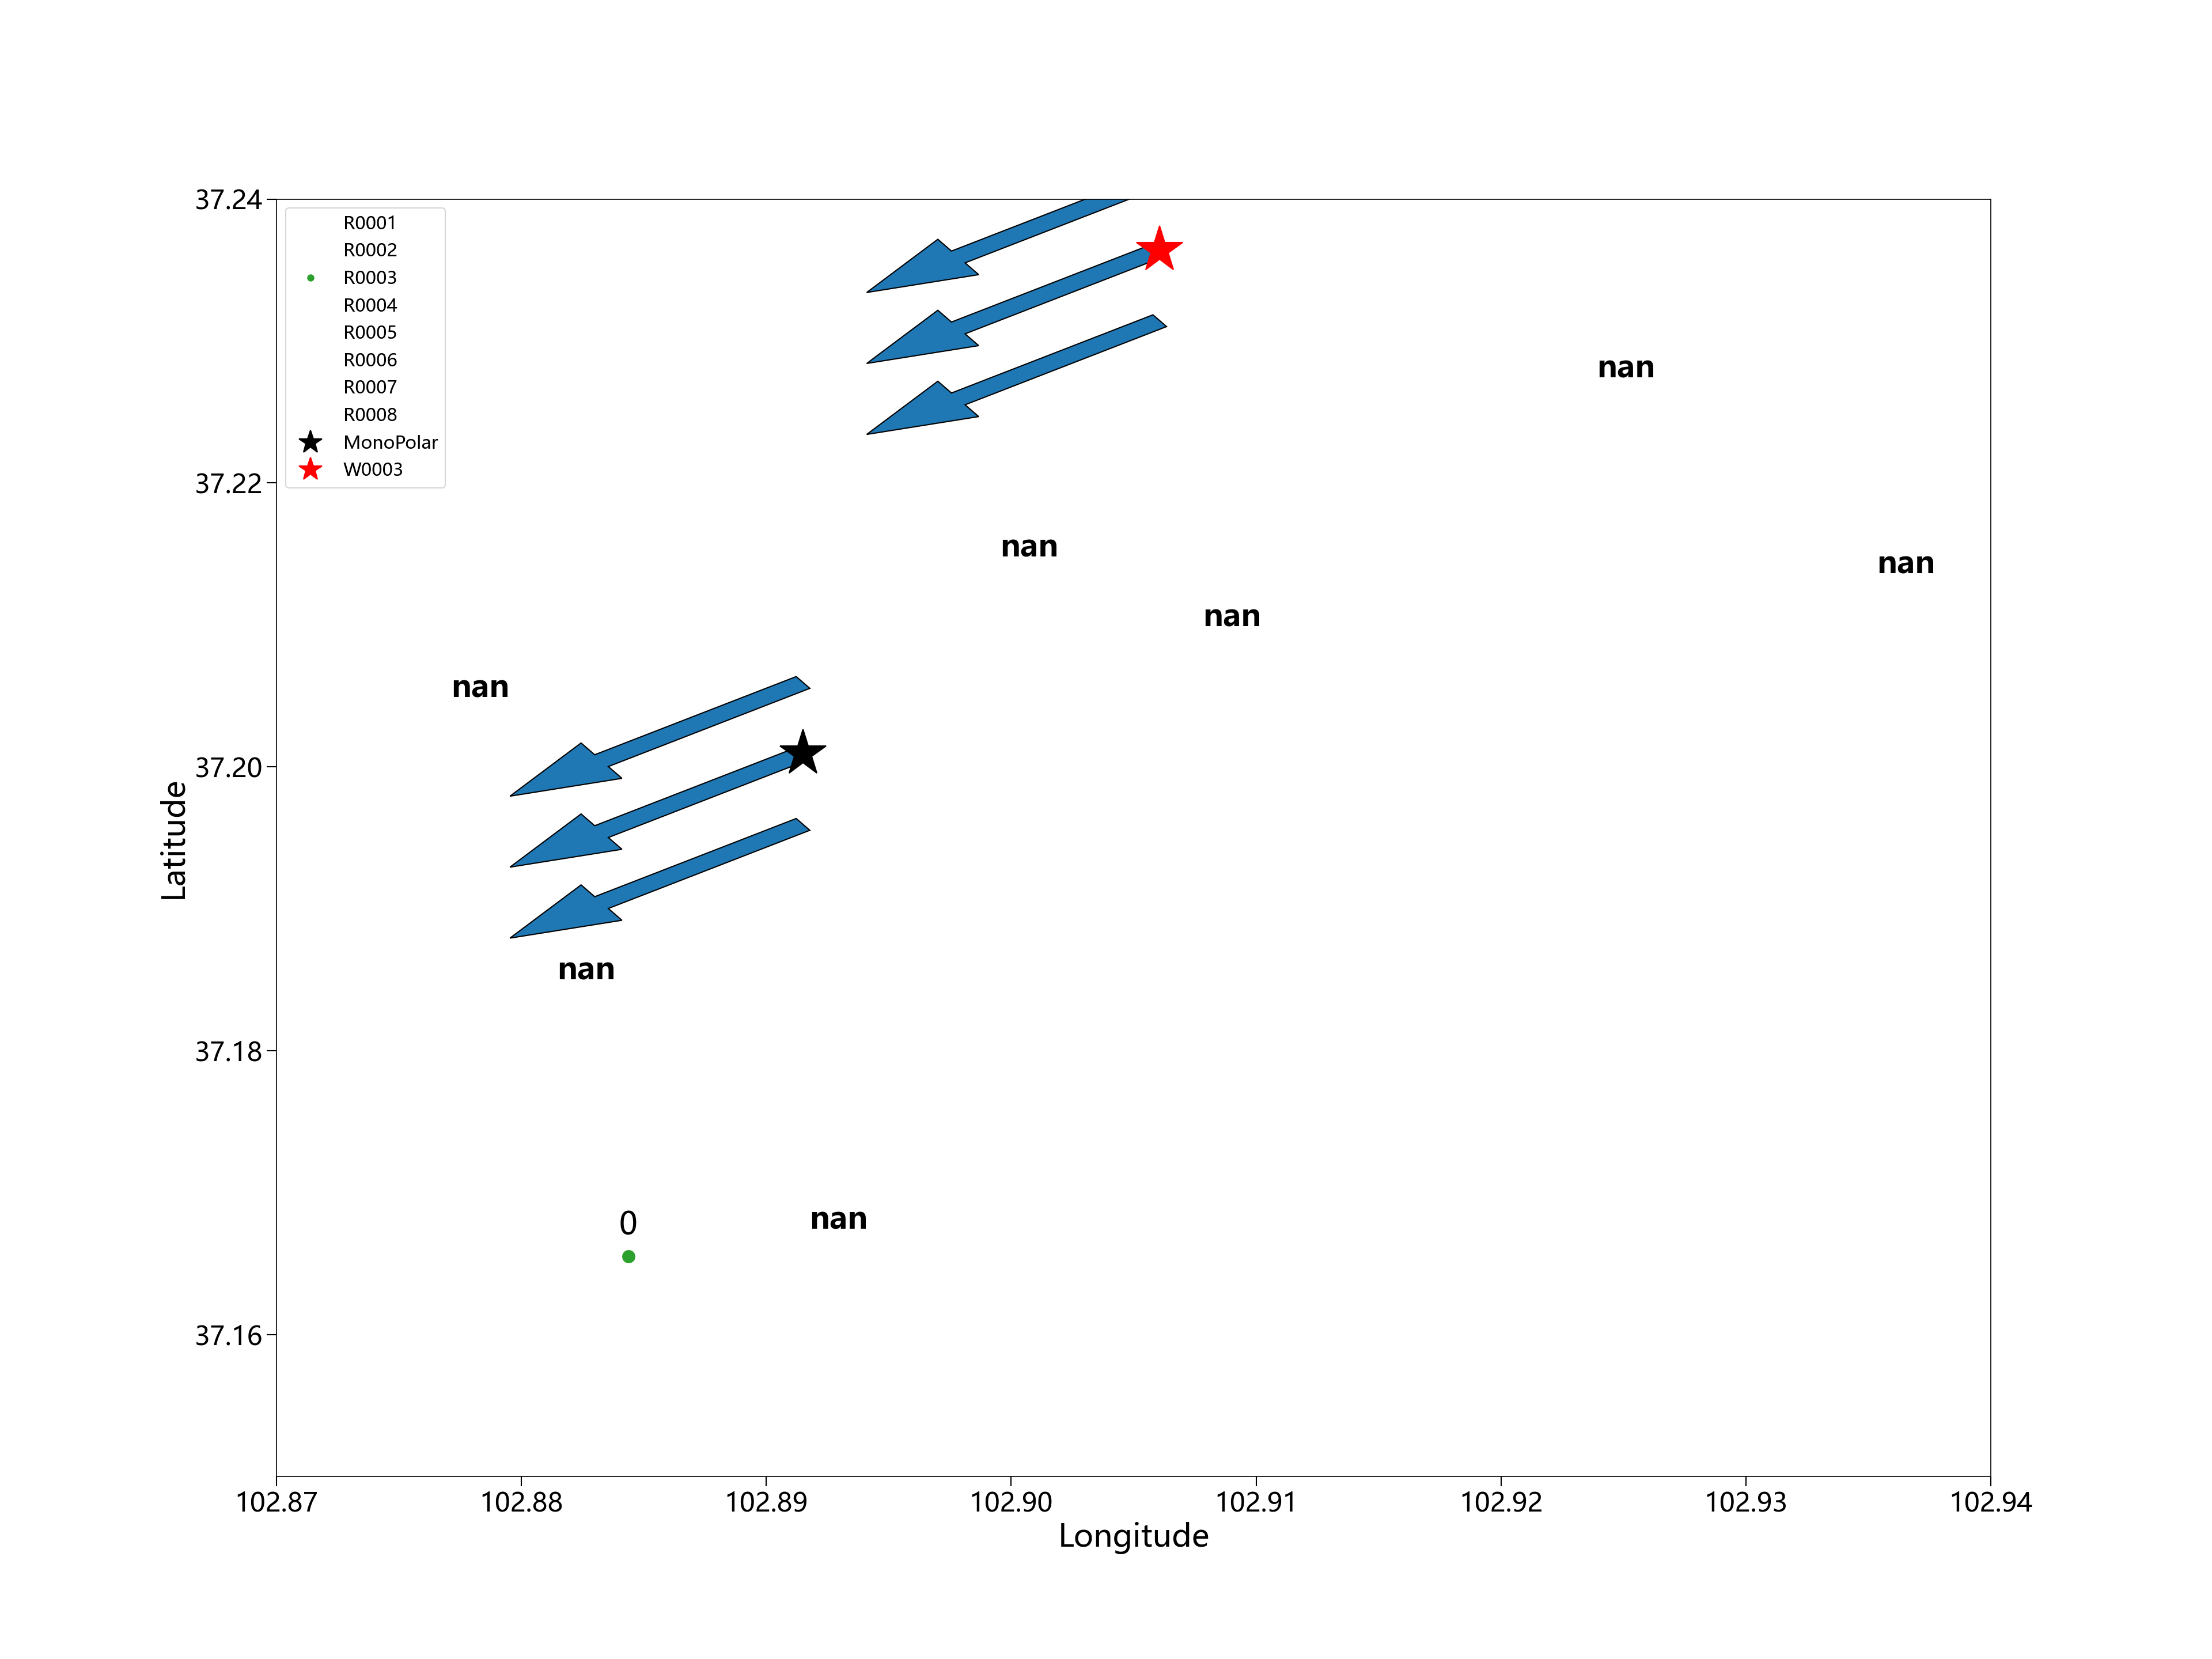 37.24
R0001
R0002
R0003
R0004
R0005
R0006
R0007
R0008
MonoPolar
W0003
nan
37.22
nan
nan
nan
nan
37.20
Latitude
nan
37.18
0
nan
37.16
102.87
102.88
102.89
102.90
102.91
102.92
102.93
102.94
Longitude